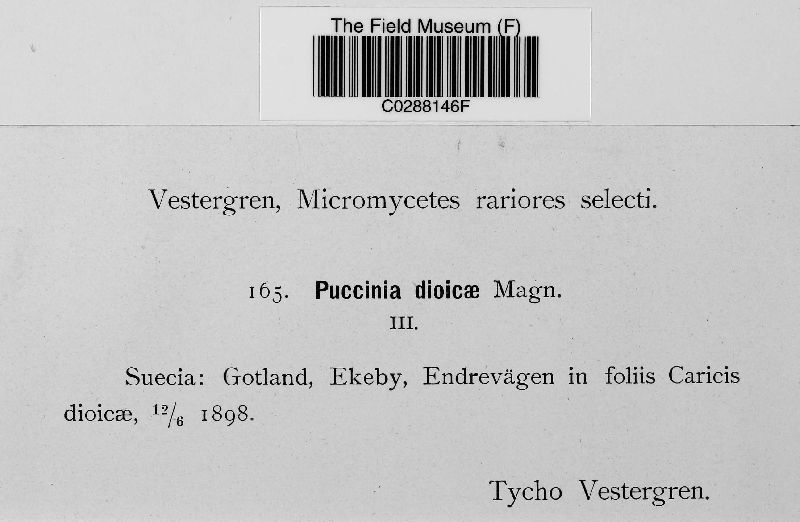 The Field Museum (F)
C0288146F
Vestergren, Micromycetes rariores selecti.
165. Puccinia dioicæ Magn.
III.
Suecia: Gotland, Ekeby, Endrevägen in foliis Caricis
dioicæ, 12/6 1898.
Tycho Vestergren.